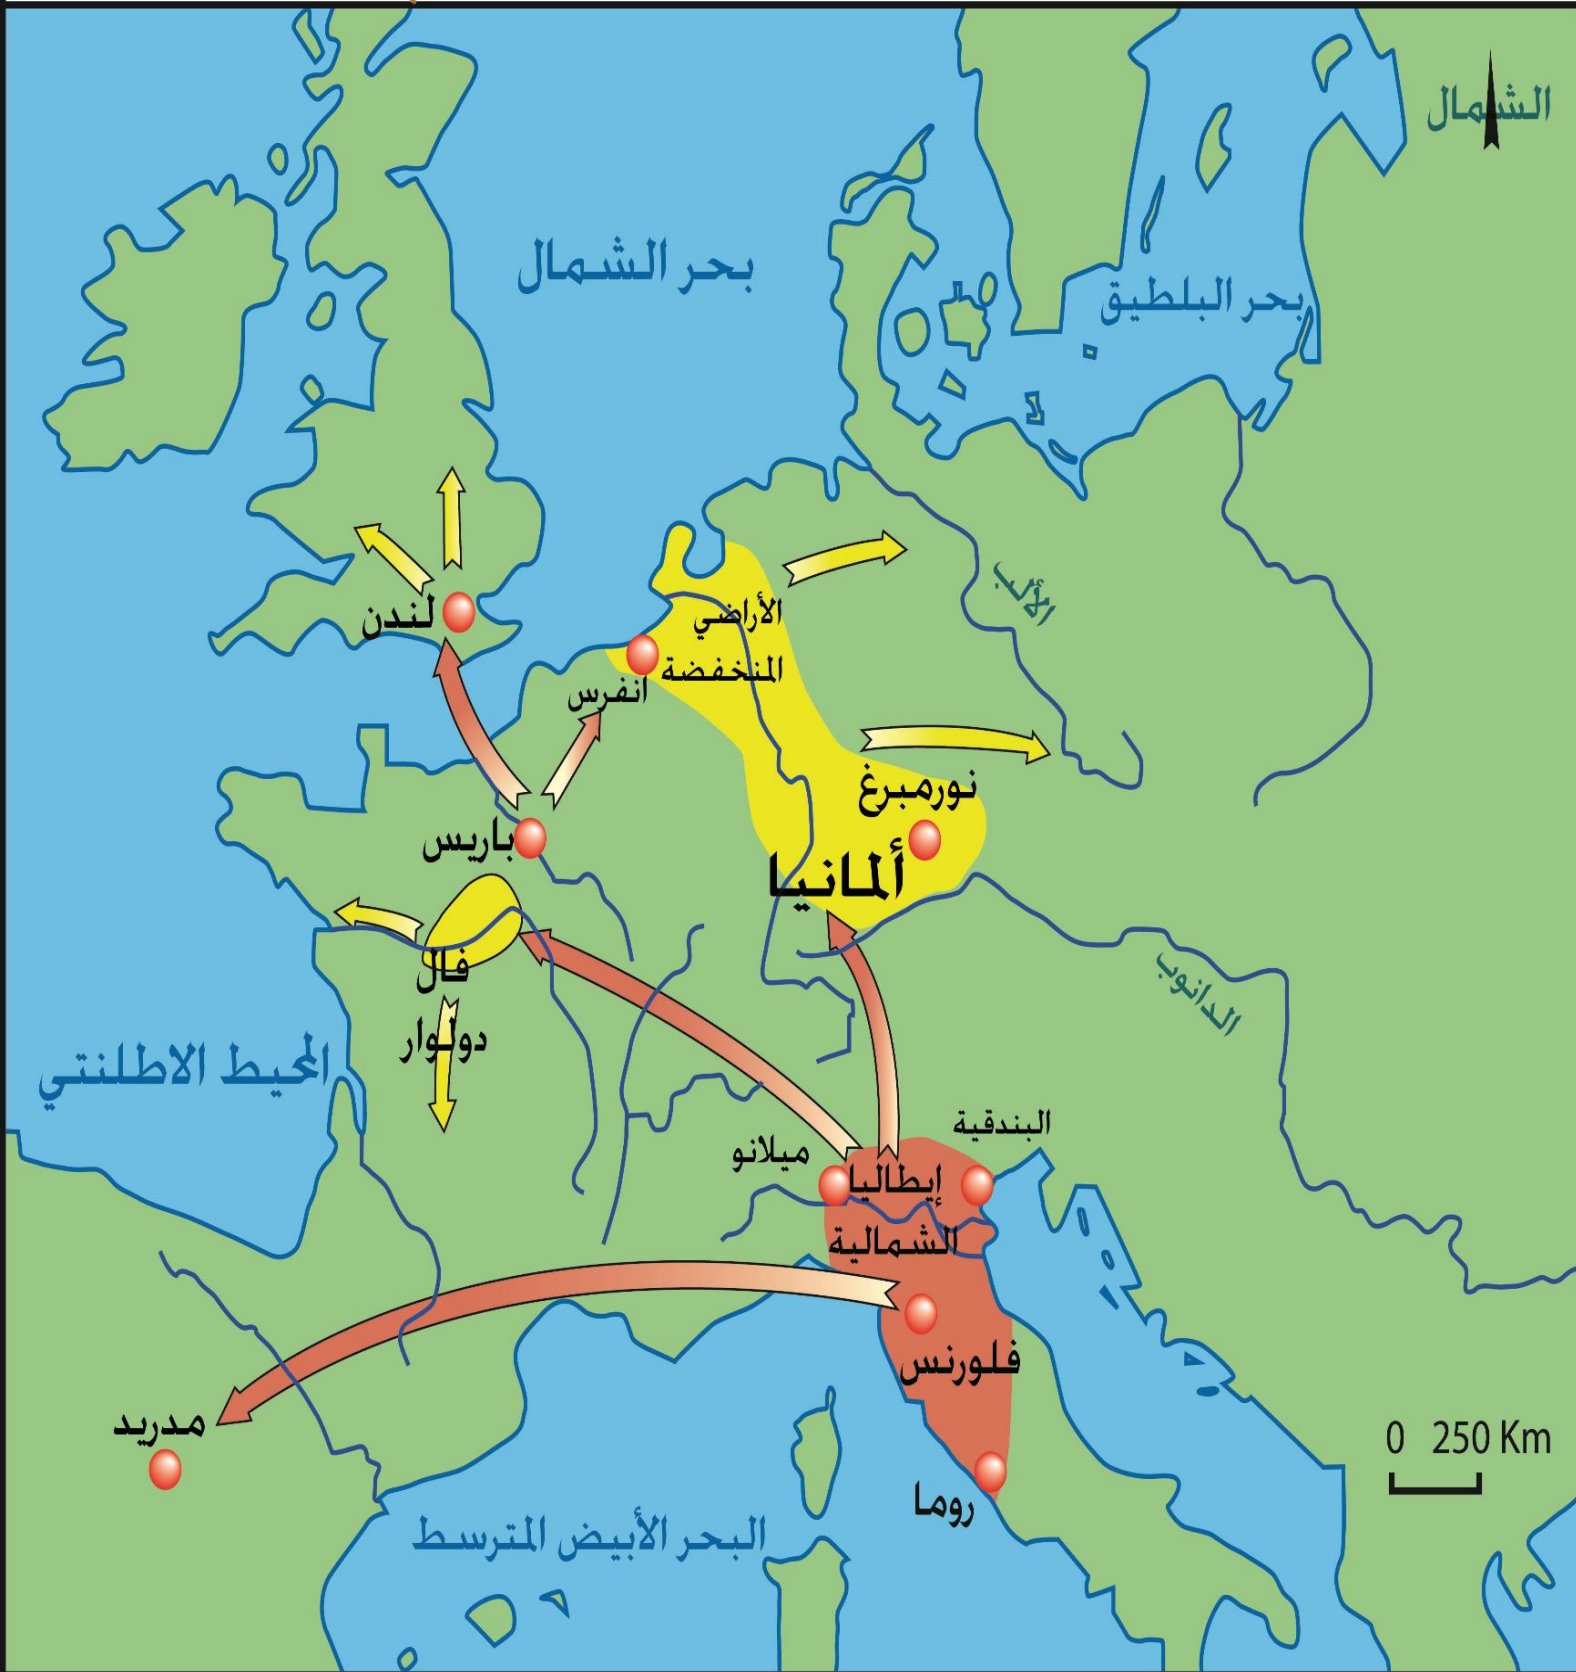 الشمال
بحر الشمال
بحر البلطيق
الألب
لندن
الأراضي
المنخفضة
انفرس
نورمبرغ
باريس
ألمانيا
فال
دولوار
الدانوب
المحيط الاطلنتي
البندقية
ميلانو
إيطاليا
الشمالية
فلورنس
مدريد
0 250 Km
روما
البحر الأبيض المترسط